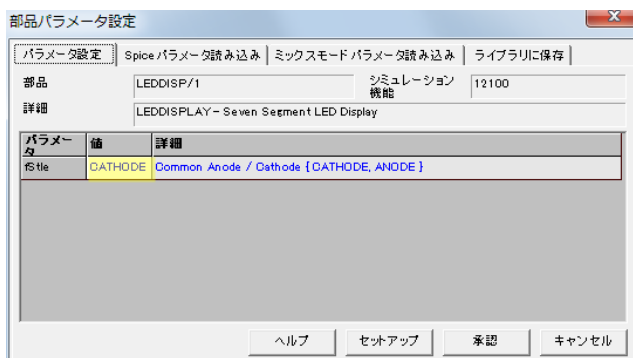 部品パラメータ設定
パラメータ設定 Spice パラメータ読み込み ミックスモード パラメータ読み込み ライブラリに保存
部品 LEDDISP/1 シミュレーション機能 12100
詳細 LEDDISPLAY - Seven Segment LED Display
パラメータ 値 詳細
fStle CATHODE Common Anode / Cathode { CATHODE, ANODE }
ヘルプ セットアップ 承認 キャンセル